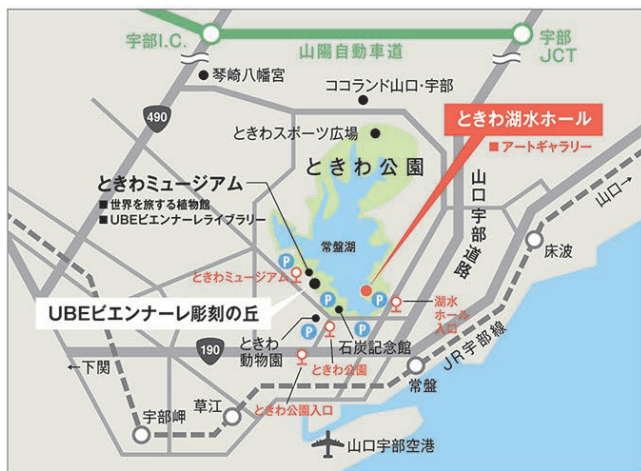 宇部I.C.
山陽自動車道
宇部
JCT
琴崎八幡宮
ココランド山口・宇部
490
ときわスポーツ広場
ときわ湖水ホール
■アートギャラリー
ときわ公園
ときわミュージアム
■世界を旅する植物館
■UBEビエンナーレライブラリー
山口宇部道路
山口→
床波
常盤湖
P
ときわミュージアム
P
P
P
P
湖水
ホール
入口
UBEビエンナーレ彫刻の丘
ときわ
動物園
石炭記念館
JR宇部線
190
←下関
ときわ公園
常盤
ときわ公園入口
草江
宇部岬
山口宇部空港